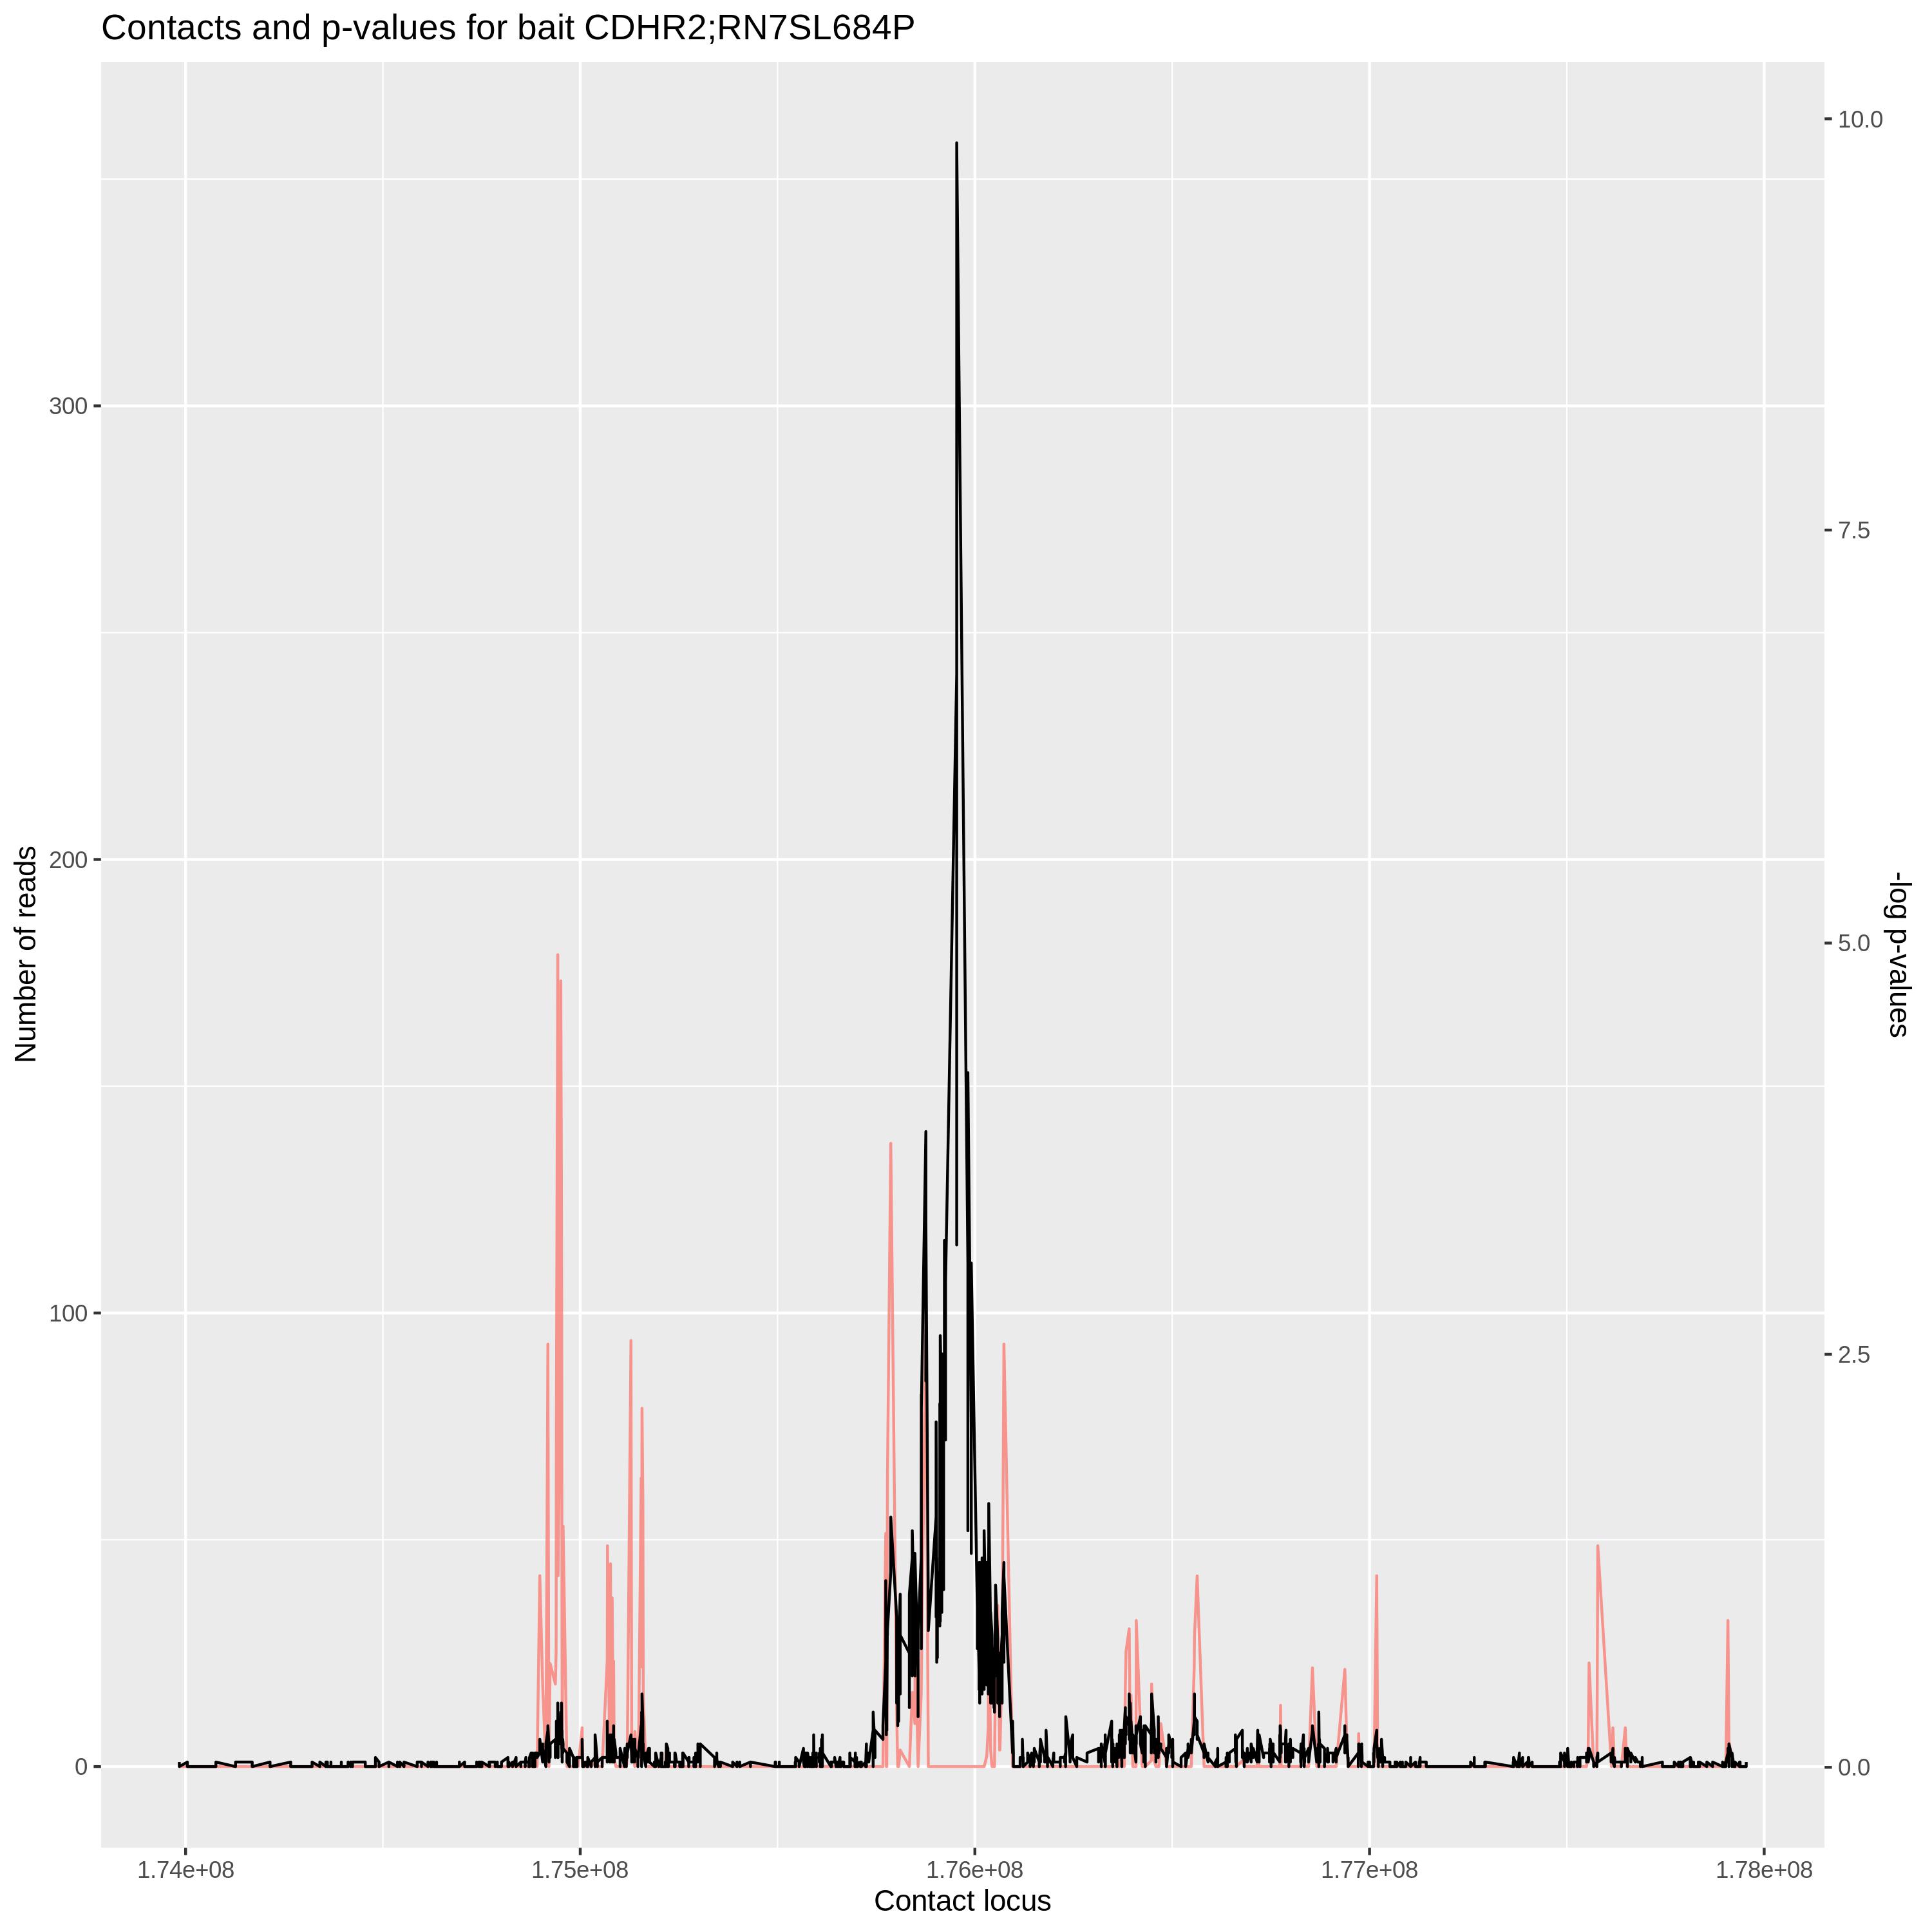 Contacts and p-values for bait CDHR2;RN7SL684P
10.0
7.5
5.0
2.5
0.0
300
200
100
0
Number of reads
-log p-values
1.74e+08 1.75e+08 1.76e+08 1.77e+08 1.78e+08
Contact locus